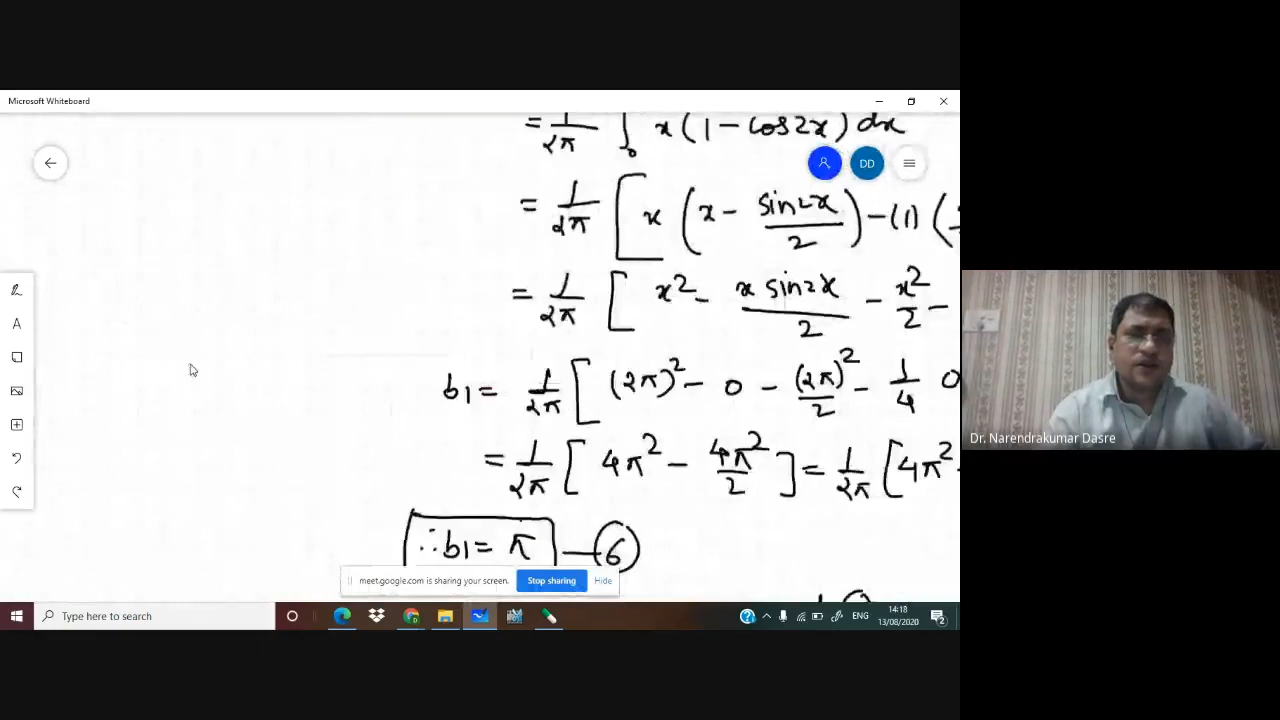 Microsoft Whiteboard
= 1/2π ∫₀ x(1 - cos2x) dx
DD
= 1/2π [ x (x - sin2x/2) - (1) (
= 1/2π [ x² - x sin2x/2 - x²/2 -
b1 = 1/2π [ (2π)² - 0 - (2π)²/2 - 1/4 0
= 1/2π [ 4π² - 4π²/2 ] = 1/2π [ 4π²
∴ b1 = π — 6
Dr. Narendrakumar Dasre
meet.google.com is sharing your screen. Stop sharing Hide
Type here to search
ENG
14:18
13/08/2020
2